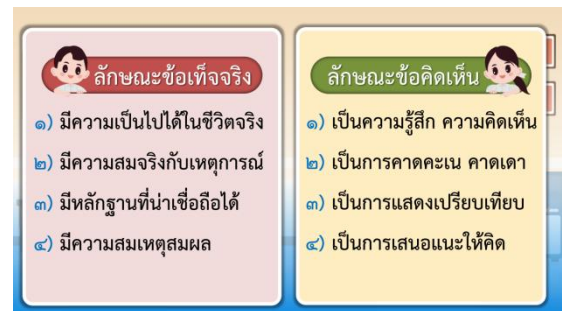 ลักษณะข้อเท็จจริง
๑) มีความเป็นไปได้ในชีวิตจริง
๒) มีความสมจริงกับเหตุการณ์
๓) มีหลักฐานที่น่าเชื่อถือได้
๔) มีความสมเหตุสมผล
ลักษณะข้อคิดเห็น
๑) เป็นความรู้สึก ความคิดเห็น
๒) เป็นการคาดคะเน คาดเดา
๓) เป็นการแสดงเปรียบเทียบ
๔) เป็นการเสนอแนะให้คิด